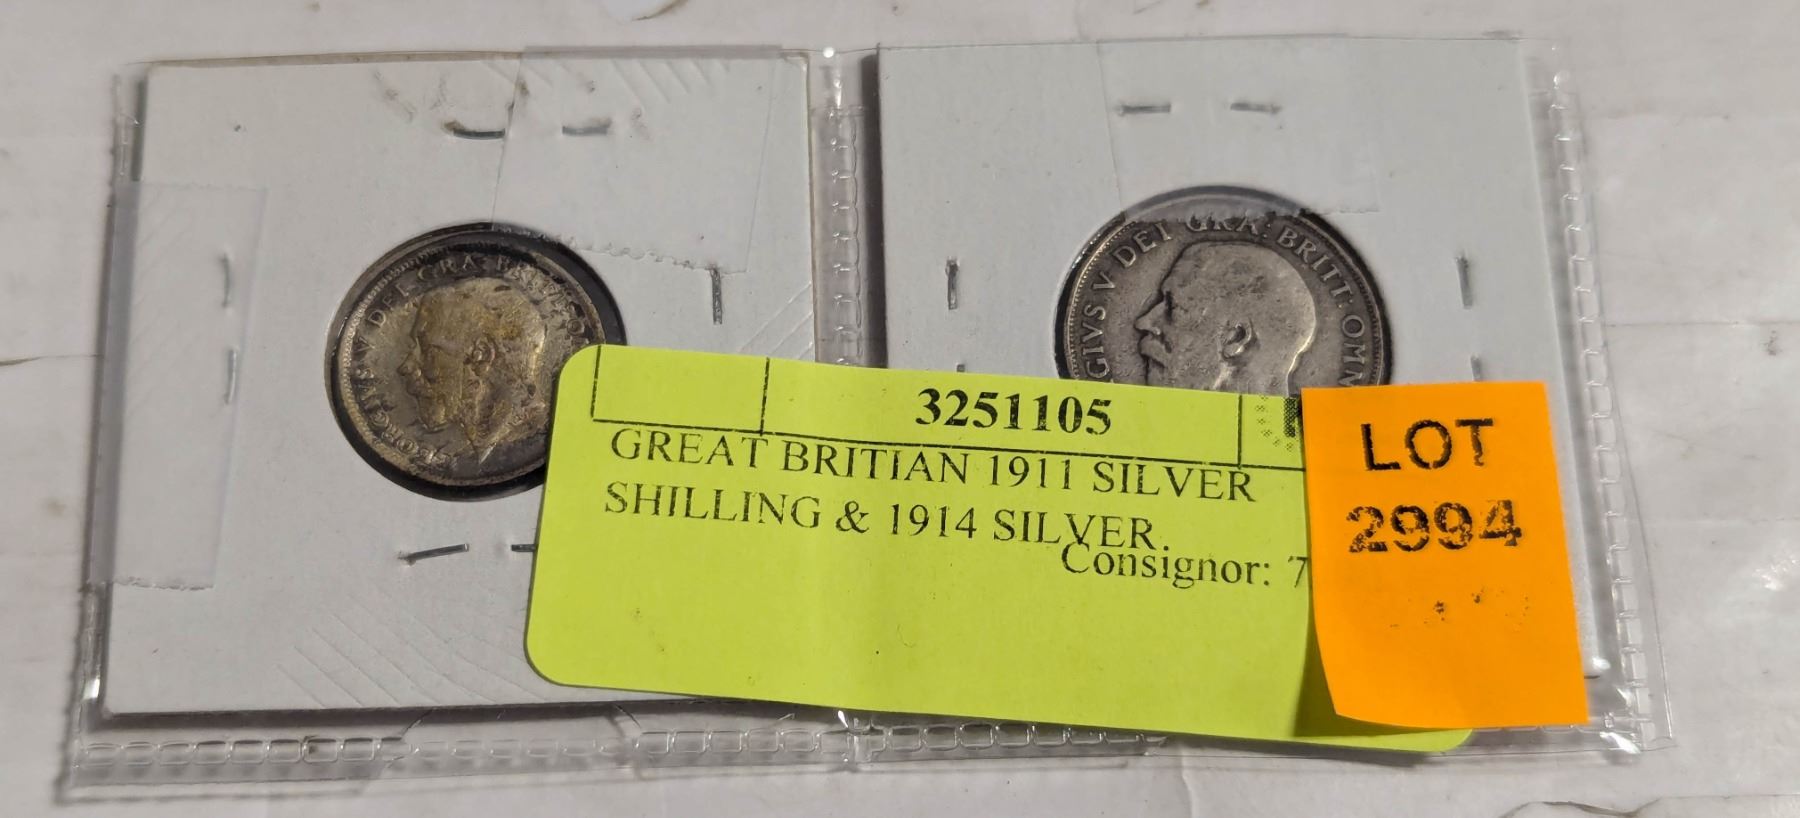 GEORGIVS V DEI GRA: BRITT:
GIVS V DEI GRA: BRITT: OMN
3251105
GREAT BRITIAN 1911 SILVER
SHILLING & 1914 SILVER.
Consignor: 7
LOT
2994